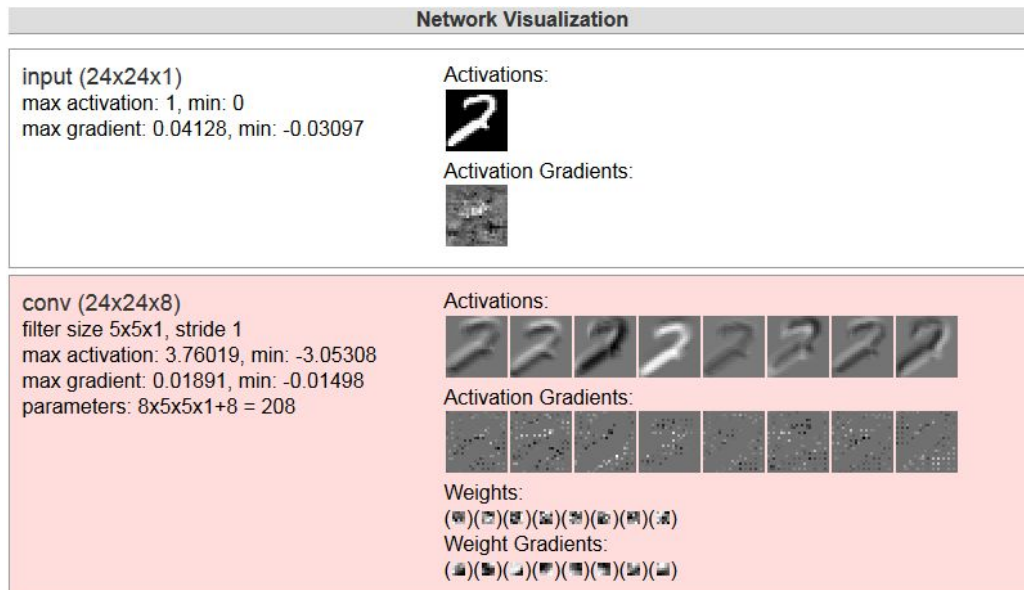 Network Visualization
input (24x24x1)
max activation: 1, min: 0
max gradient: 0.04128, min: -0.03097
Activations:
Activation Gradients:
conv (24x24x8)
filter size 5x5x1, stride 1
max activation: 3.76019, min: -3.05308
max gradient: 0.01891, min: -0.01498
parameters: 8x5x5x1+8 = 208
Activations:
Activation Gradients:
Weights:
()()()()()()()()
Weight Gradients:
()()()()()()()()